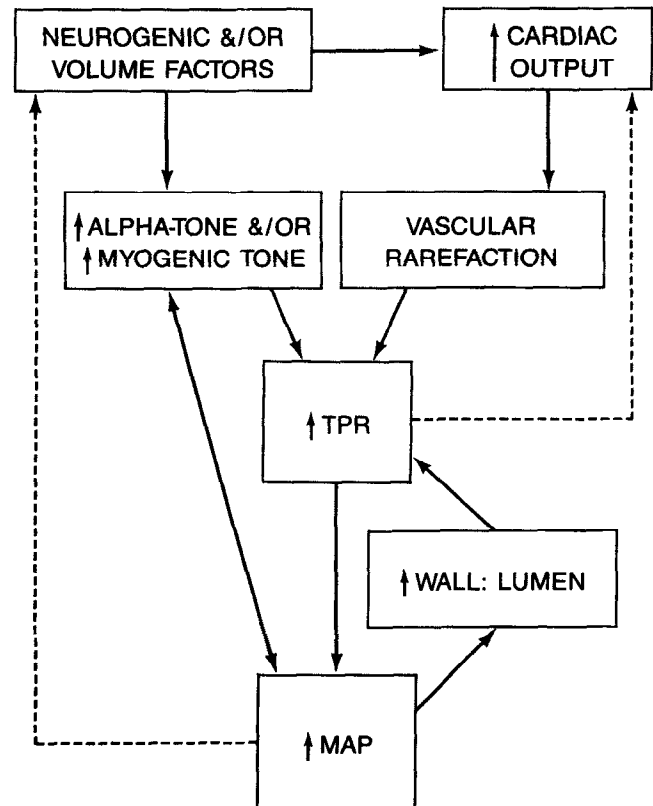 NEUROGENIC &/OR
VOLUME FACTORS
↑ CARDIAC
OUTPUT
↑ ALPHA-TONE &/OR
↑ MYOGENIC TONE
VASCULAR
RAREFACTION
↑ TPR
↑ WALL: LUMEN
↑ MAP